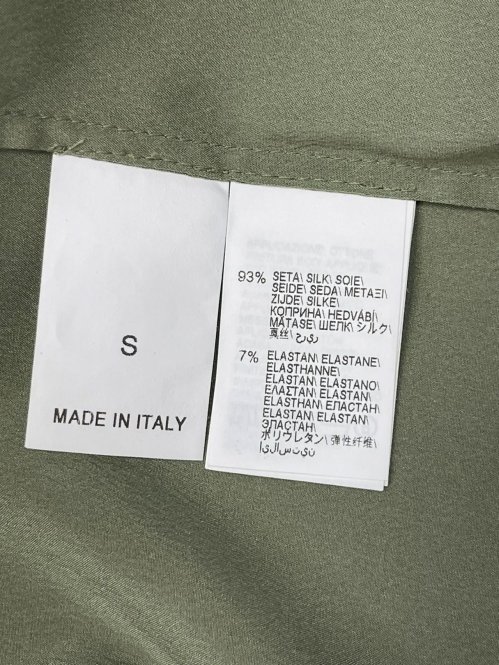 S
MADE IN ITALY
93% SETA\ SILK\ SOIE\
SEIDE\ SEDA\ ΜΕΤΑΞΙ\
ZIJDE\ SILKE\
КОПРИНА\ HEDVÁBÍ\
MĂTASE\ ШЕЛК\ シルク\
真丝\ حرير\
7% ELASTAN\ ELASTANE\
ELASTHANNE\
ELASTAN\ ELASTANO\
ΕΛΑΣΤΑΝ\ ELASTAN\
ELASTHAN\ ЕЛАСТАН\
ELASTAN\ ELASTAN\
ЭЛАСТАН\
ポリウレタン\ 弹性纤维\
الاستين\